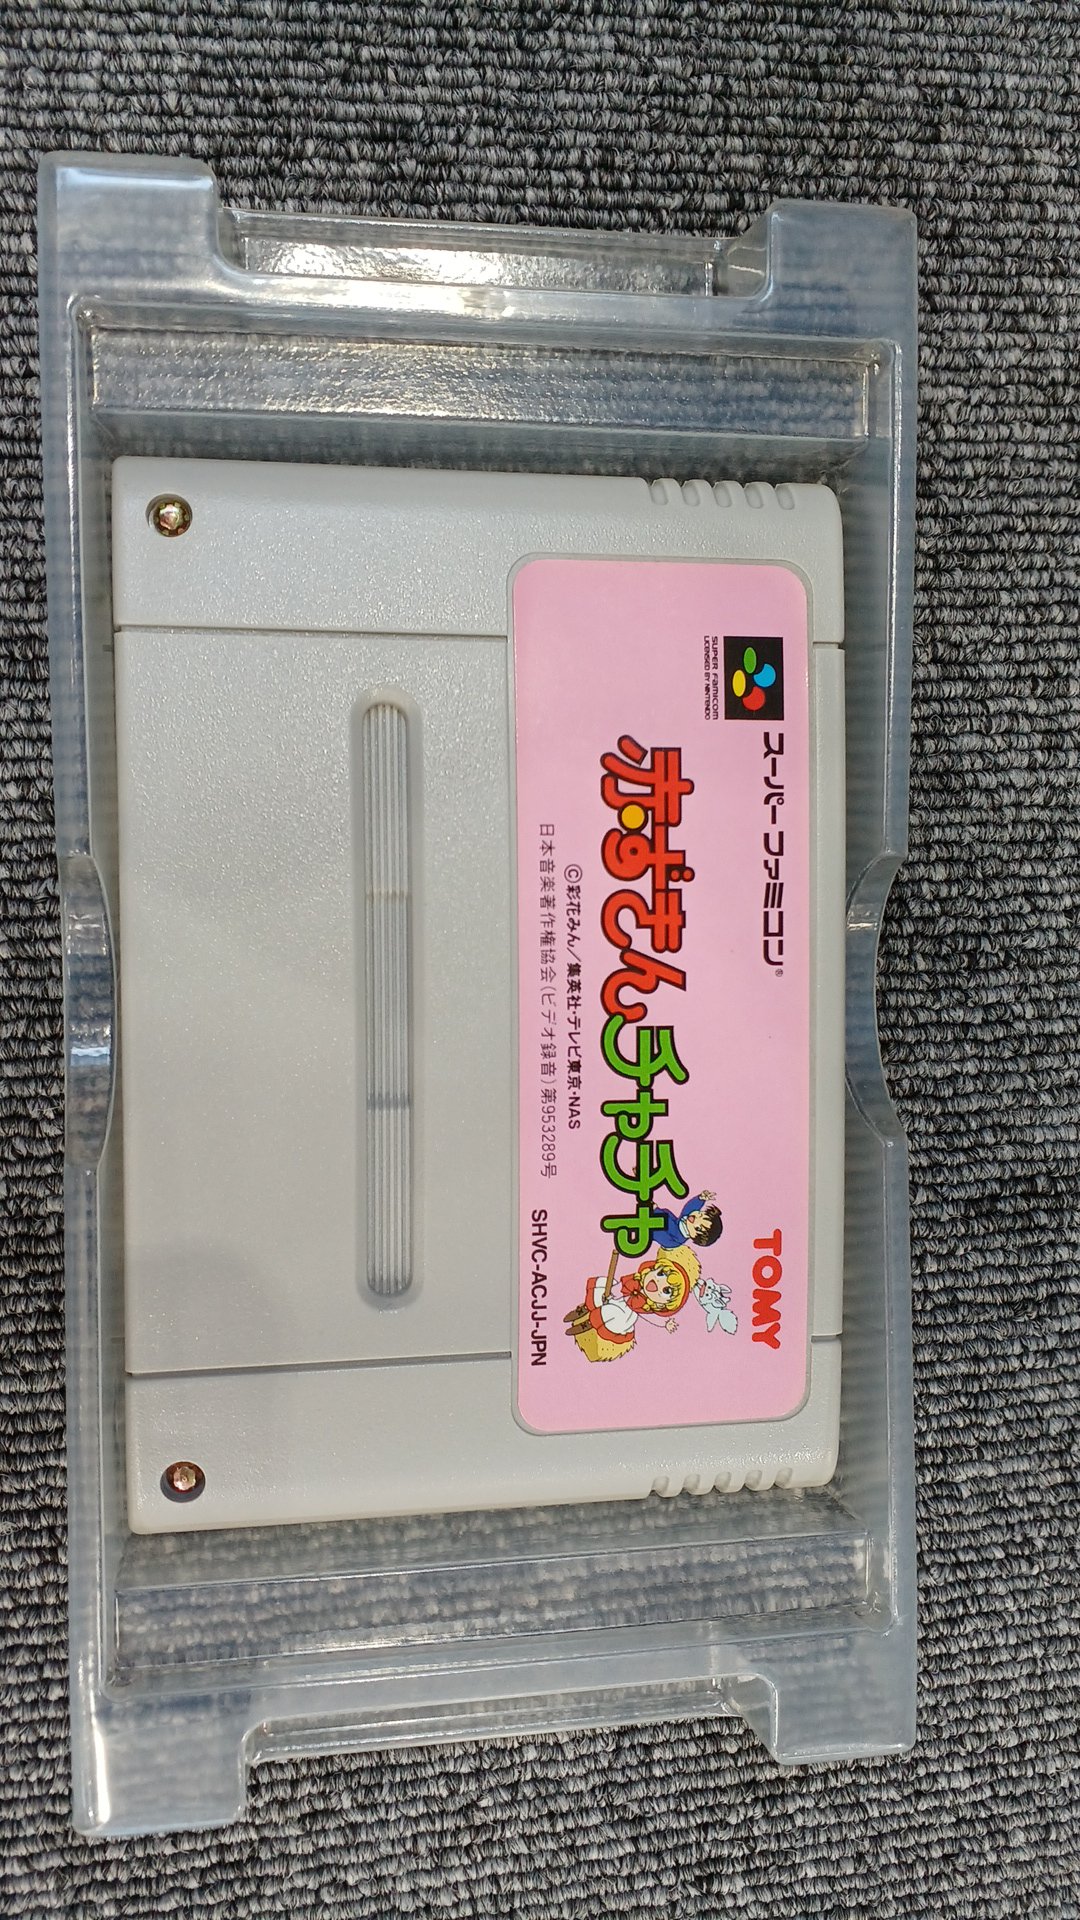 スーパーファミコン®
SUPER FAMICOM
LICENSED BY NINTENDO
TOMY
赤ずきんチャチャ
©彩花みん／集英社・テレビ東京・NAS
日本音楽著作権協会(ビデオ録音)第953289号
SHVC-ACJJ-JPN